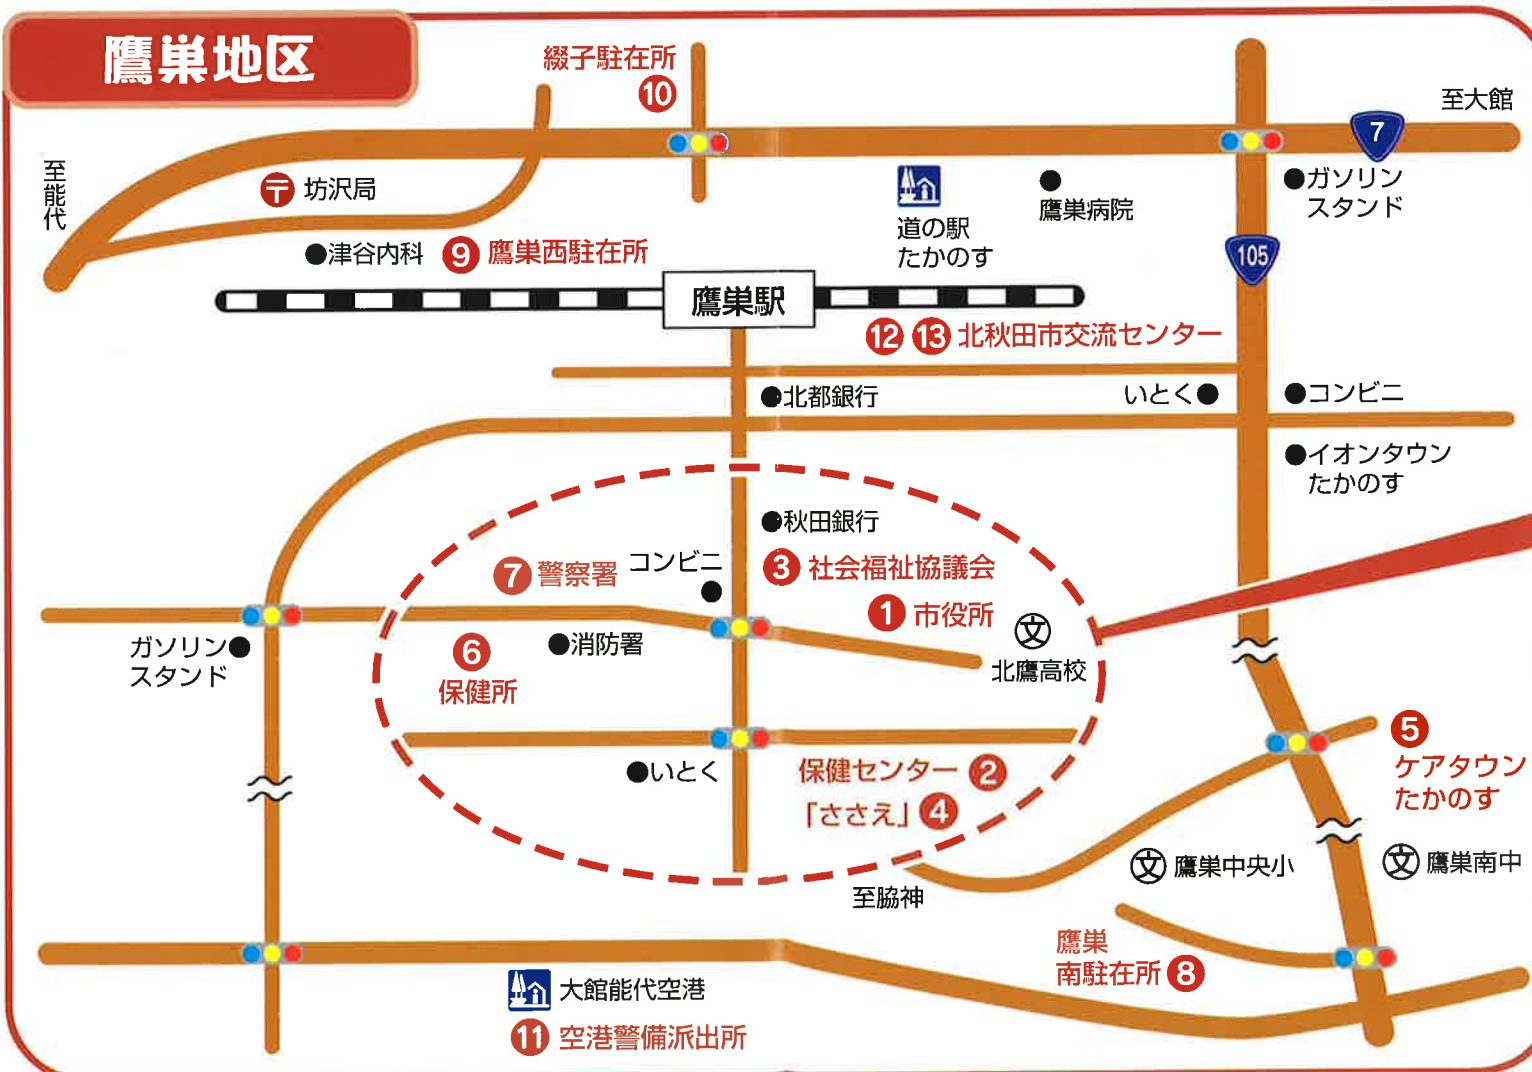 鷹巣地区
綴子駐在所
⑩
至大館
7
至能代
〒 坊沢局
●津谷内科
⑨ 鷹巣西駐在所
道の駅
たかのす
●
鷹巣病院
●ガソリン
スタンド
105
鷹巣駅
⑫ ⑬ 北秋田市交流センター
●北都銀行
いとく●
●コンビニ
●イオンタウン
たかのす
●秋田銀行
コンビニ
⑦ 警察署
③ 社会福祉協議会
① 市役所
文
北鷹高校
ガソリン●
スタンド
⑥
保健所
●消防署
●いとく
保健センター ②
「ささえ」④
⑤
ケアタウン
たかのす
至脇神
文 鷹巣中央小
文 鷹巣南中
鷹巣
南駐在所 ⑧
大館能代空港
⑪ 空港警備派出所